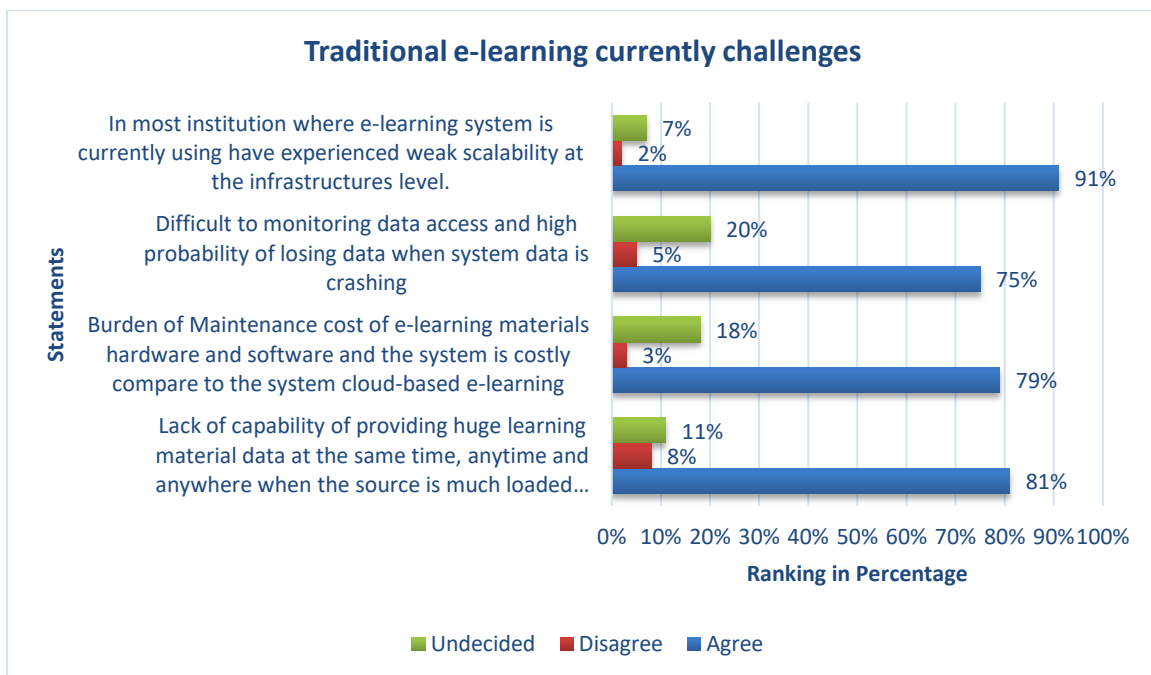 Traditional e-learning currently challenges
In most institution where e-learning system is
currently using have experienced weak scalability at
the infrastructures level.
7%
2%
91%
Difficult to monitoring data access and high
probability of losing data when system data is
crashing
20%
5%
75%
Burden of Maintenance cost of e-learning materials
hardware and software and the system is costly
compare to the system cloud-based e-learning
18%
3%
79%
Lack of capability of providing huge learning
material data at the same time, anytime and
anywhere when the source is much loaded...
11%
8%
81%
Statements
0% 10% 20% 30% 40% 50% 60% 70% 80% 90% 100%
Ranking in Percentage
Undecided Disagree Agree